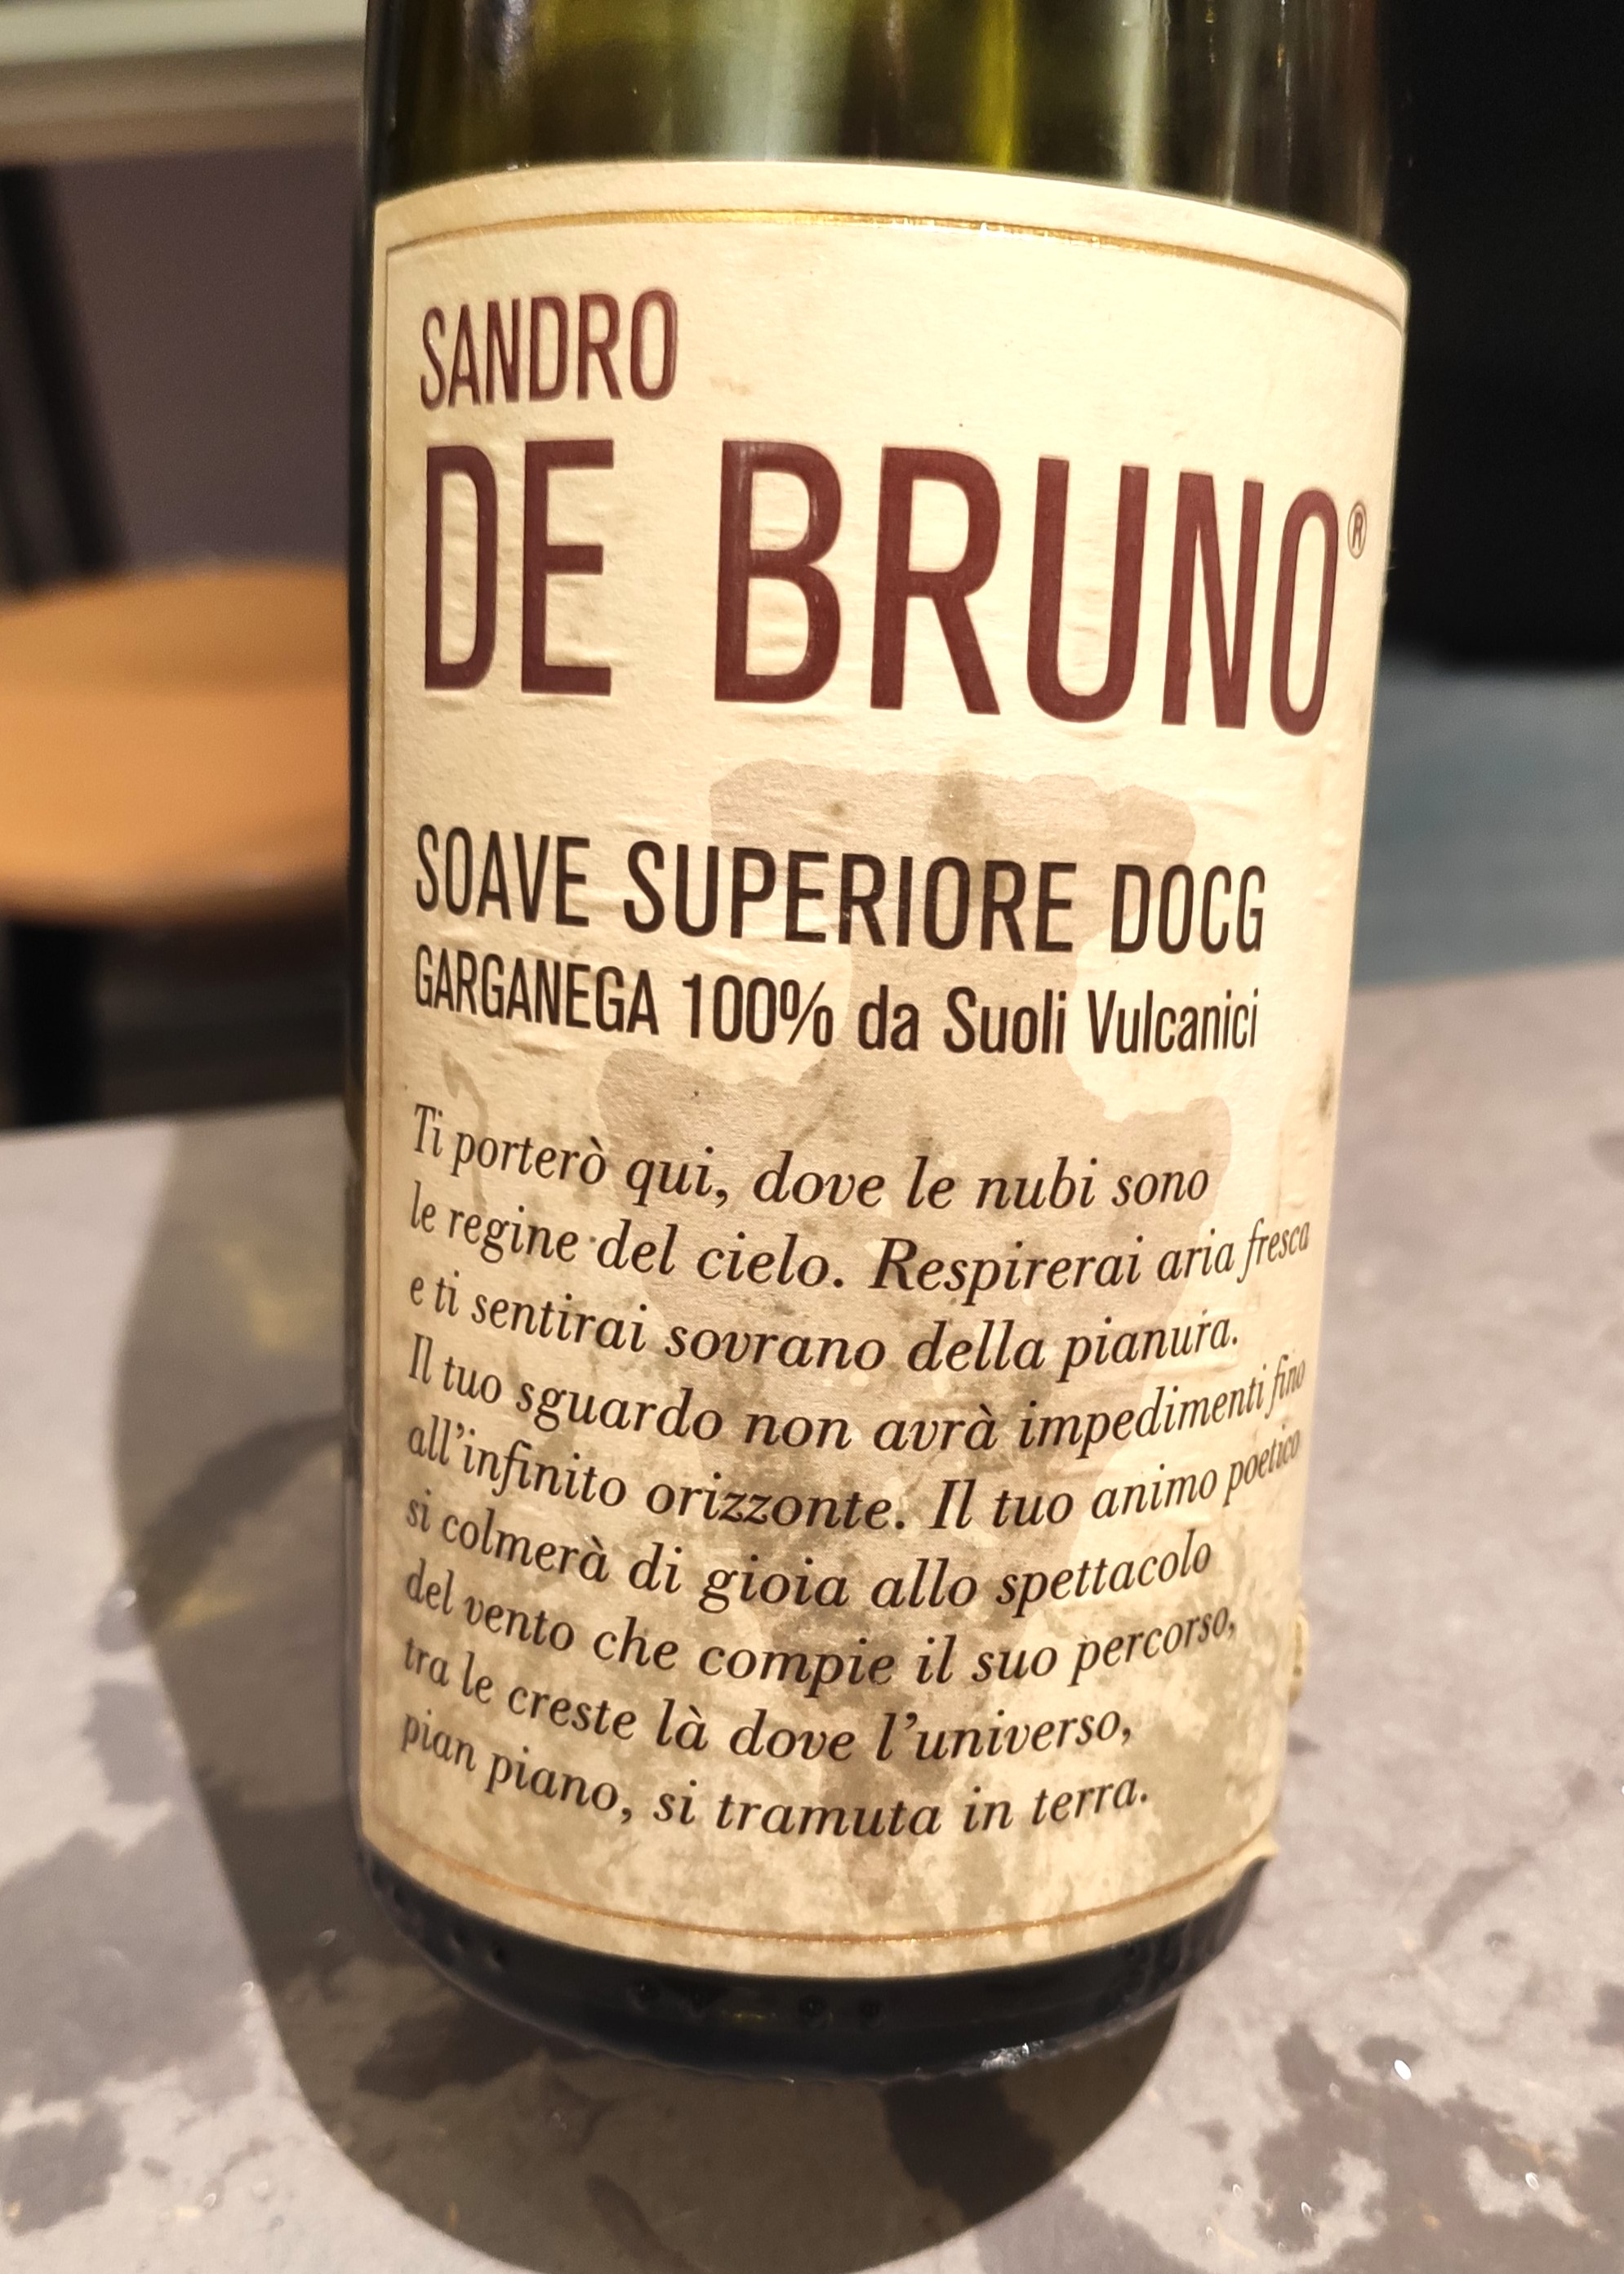 SANDRO
DE BRUNO®
SOAVE SUPERIORE DOCG
GARGANEGA 100% da Suoli Vulcanici
Ti porterò qui, dove le nubi sono
le regine del cielo. Respirerai aria fresca
e ti sentirai sovrano della pianura.
Il tuo sguardo non avrà impedimenti fino
all'infinito orizzonte. Il tuo animo poetico
si colmerà di gioia allo spettacolo
del vento che compie il suo percorso,
tra le creste là dove l'universo,
pian piano, si tramuta in terra.